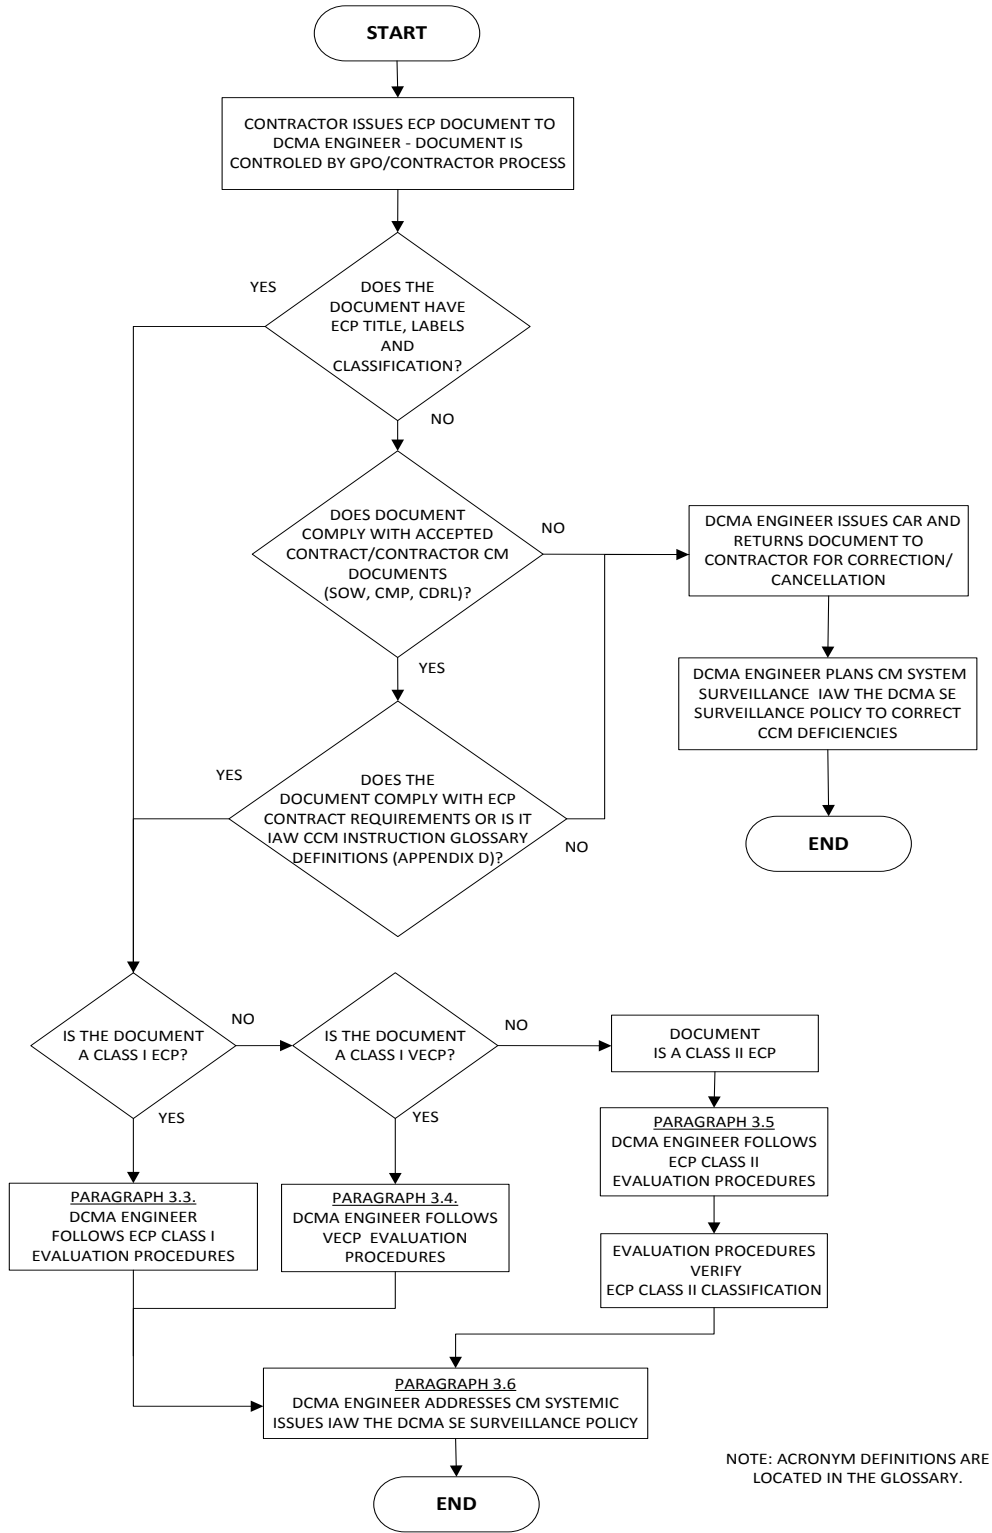 START
CONTRACTOR ISSUES ECP DOCUMENT TO
DCMA ENGINEER - DOCUMENT IS
CONTROLED BY GPO/CONTRACTOR PROCESS
YES
DOES THE
DOCUMENT HAVE
ECP TITLE, LABELS
AND
CLASSIFICATION?
NO
DOES DOCUMENT
COMPLY WITH ACCEPTED
CONTRACT/CONTRACTOR CM
DOCUMENTS
(SOW, CMP, CDRL)?
NO
DCMA ENGINEER ISSUES CAR AND
RETURNS DOCUMENT TO
CONTRACTOR FOR CORRECTION/
CANCELLATION
YES
DCMA ENGINEER PLANS CM SYSTEM
SURVEILLANCE IAW THE DCMA SE
SURVEILLANCE POLICY TO CORRECT
CCM DEFICIENCIES
YES
DOES THE
DOCUMENT COMPLY WITH ECP
CONTRACT REQUIREMENTS OR IS IT
IAW CCM INSTRUCTION GLOSSARY
DEFINITIONS (APPENDIX D)?
NO
END
IS THE DOCUMENT
A CLASS I ECP?
NO
IS THE DOCUMENT
A CLASS I VECP?
NO
DOCUMENT
IS A CLASS II ECP
YES
YES
PARAGRAPH 3.5
DCMA ENGINEER FOLLOWS
ECP CLASS II
EVALUATION PROCEDURES
PARAGRAPH 3.3.
DCMA ENGINEER
FOLLOWS ECP CLASS I
EVALUATION PROCEDURES
PARAGRAPH 3.4.
DCMA ENGINEER FOLLOWS
VECP EVALUATION
PROCEDURES
EVALUATION PROCEDURES
VERIFY
ECP CLASS II CLASSIFICATION
PARAGRAPH 3.6
DCMA ENGINEER ADDRESSES CM SYSTEMIC
ISSUES IAW THE DCMA SE SURVEILLANCE POLICY
NOTE: ACRONYM DEFINITIONS ARE
LOCATED IN THE GLOSSARY.
END